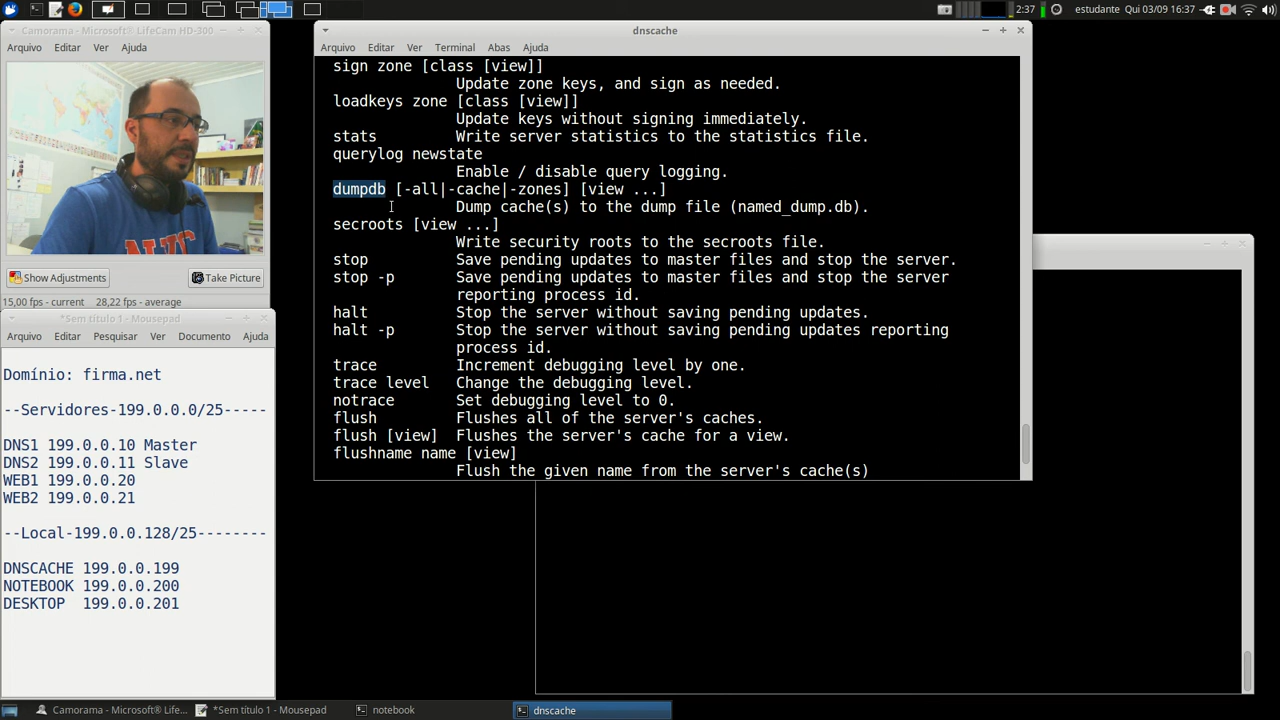 2:37
estudante
Qui 03/09 16:37
Camorama - Microsoft® LifeCam HD-300
Arquivo Editar Ver Ajuda
Show Adjustments
Take Picture
15,00 fps - current 28,22 fps - average
*Sem título 1 - Mousepad
Arquivo Editar Pesquisar Ver Documento Ajuda
Domínio: firma.net
--Servidores-199.0.0.0/25-----
DNS1 199.0.0.10 Master
DNS2 199.0.0.11 Slave
WEB1 199.0.0.20
WEB2 199.0.0.21
--Local-199.0.0.128/25--------
DNSCACHE 199.0.0.199
NOTEBOOK 199.0.0.200
DESKTOP 199.0.0.201
dnscache
Arquivo Editar Ver Terminal Abas Ajuda
sign zone [class [view]]
Update zone keys, and sign as needed.
loadkeys zone [class [view]]
Update keys without signing immediately.
stats Write server statistics to the statistics file.
querylog newstate
Enable / disable query logging.
dumpdb [-all|-cache|-zones] [view ...]
Dump cache(s) to the dump file (named_dump.db).
secroots [view ...]
Write security roots to the secroots file.
stop Save pending updates to master files and stop the server.
stop -p Save pending updates to master files and stop the server
reporting process id.
halt Stop the server without saving pending updates.
halt -p Stop the server without saving pending updates reporting
process id.
trace Increment debugging level by one.
trace level Change the debugging level.
notrace Set debugging level to 0.
flush Flushes all of the server's caches.
flush [view] Flushes the server's cache for a view.
flushname name [view]
Flush the given name from the server's cache(s)
Camorama - Microsoft® Life...
*Sem título 1 - Mousepad
notebook
dnscache